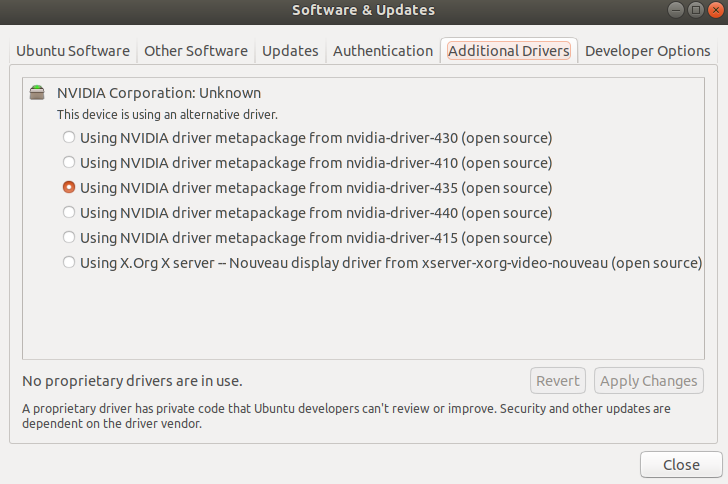 Software & Updates
Ubuntu Software Other Software Updates Authentication Additional Drivers Developer Options
NVIDIA Corporation: Unknown
This device is using an alternative driver.
Using NVIDIA driver metapackage from nvidia-driver-430 (open source)
Using NVIDIA driver metapackage from nvidia-driver-410 (open source)
Using NVIDIA driver metapackage from nvidia-driver-435 (open source)
Using NVIDIA driver metapackage from nvidia-driver-440 (open source)
Using NVIDIA driver metapackage from nvidia-driver-415 (open source)
Using X.Org X server -- Nouveau display driver from xserver-xorg-video-nouveau (open source)
No proprietary drivers are in use. Revert Apply Changes
A proprietary driver has private code that Ubuntu developers can't review or improve. Security and other updates are
dependent on the driver vendor.
Close